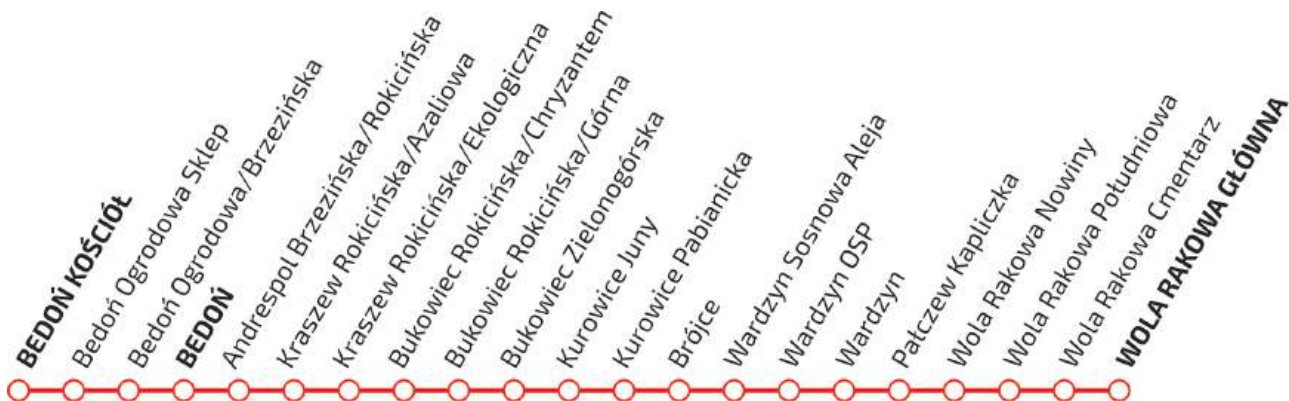 BEDOŃ KOŚCIÓŁ
Bedoń Ogrodowa Sklep
Bedoń Ogrodowa/Brzezińska
BEDOŃ
Andrespol Brzezińska/Rokicińska
Kraszew Rokicińska/Azaliowa
Kraszew Rokicińska/Ekologiczna
Bukowiec Rokicińska/Chryzantem
Bukowiec Rokicińska/Górna
Bukowiec Zielonogórska
Kurowice Juny
Kurowice Pabianicka
Brójce
Wardzyn Sosnowa Aleja
Wardzyn OSP
Wardzyn
Pałczew Kapliczka
Wola Rakowa Nowiny
Wola Rakowa Południowa
Wola Rakowa Cmentarz
WOLA RAKOWA GŁÓWNA